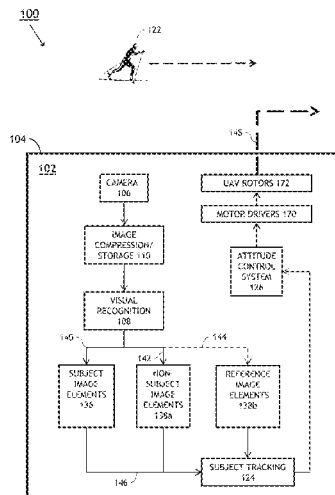 100
122
104
148
102
CAMERA
106
UAV ROTORS 172
MOTOR DRIVERS 170
IMAGE
COMPRESSION/
STORAGE 110
ATTITUDE
CONTROL
SYSTEM
126
VISUAL
RECOGNITION
108
140
142
144
SUBJECT
IMAGE
ELEMENTS
136
NON-
SUBJECT
IMAGE
ELEMENTS
138a
REFERENCE
IMAGE
ELEMENTS
138b
146
SUBJECT TRACKING
124